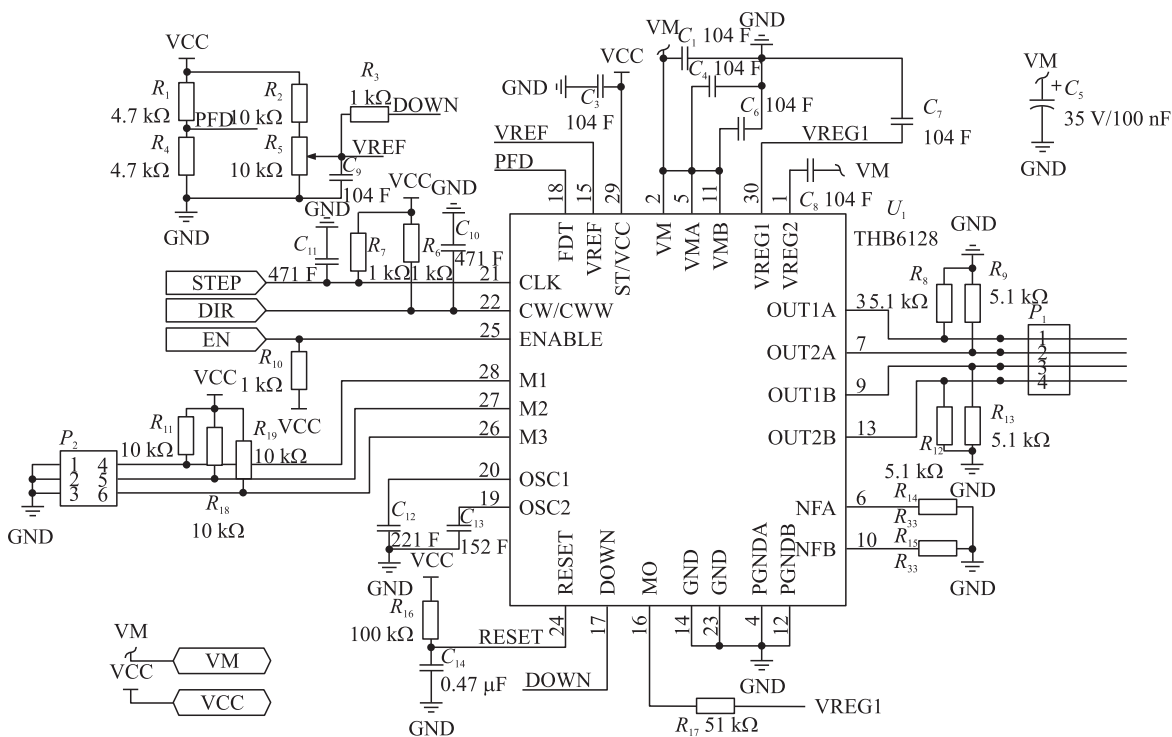 VCC
R1
4.7 kΩ
PFD
R4
4.7 kΩ
GND
R2
10 kΩ
R5
10 kΩ
R3
1 kΩ
DOWN
VREF
C9
104 F
GND
GND
C3
104 F
VCC
VREF
PFD
VM
C1 104 F
GND
C4 104 F
C6 104 F
C7
104 F
VREG1
VM
C8 104 F
VM
+C5
35 V/100 nF
GND
VCC
GND
C11
471 F
R7
1 kΩ
R6
1 kΩ
C10
471 F
18
15
29
2
5
11
30
1
FDT
VREF
ST/VCC
VM
VMA
VMB
VREG1
VREG2
U1
THB6128
STEP
21
CLK
DIR
22
CW/CWW
EN
25
ENABLE
R10
1 kΩ
VCC
28
M1
27
M2
26
M3
20
OSC1
19
OSC2
VCC
R11
10 kΩ
R19
10 kΩ
R18
10 kΩ
P2
1 4
2 5
3 6
GND
C12
221 F
C13
152 F
GND
OUT1A
3
OUT2A
7
OUT1B
9
OUT2B
13
NFA
6
NFB
10
GND
R8
5.1 kΩ
R9
5.1 kΩ
P1
1
2
3
4
R12
5.1 kΩ
R13
5.1 kΩ
GND
R14
R33
R15
R33
GND
RESET
DOWN
MO
GND
GND
PGNDA
PGNDB
24
17
16
14
23
4
12
VCC
R16
100 kΩ
RESET
C14
0.47 μF
GND
DOWN
GND
R17 51 kΩ
VREG1
VM
VM
VCC
VCC